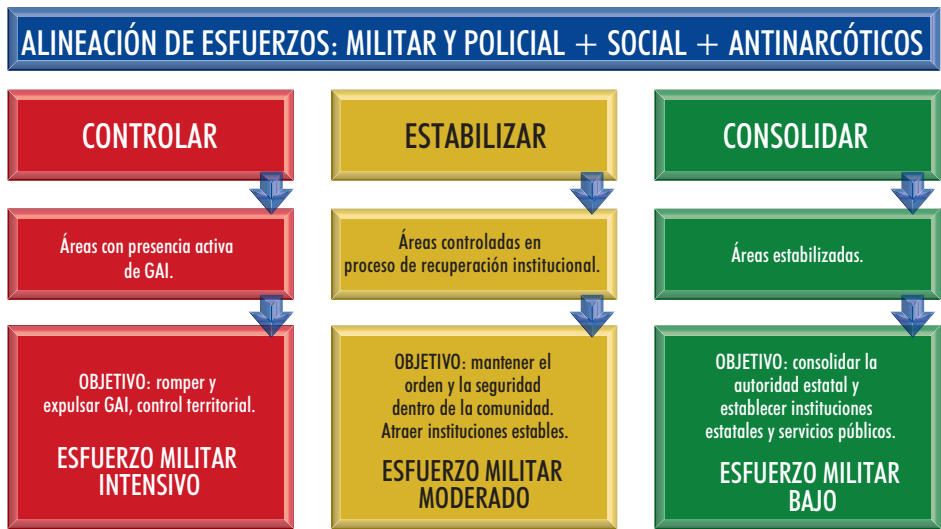 ALINEACIÓN DE ESFUERZOS: MILITAR Y POLICIAL + SOCIAL + ANTINARCÓTICOS
CONTROLAR
Áreas con presencia activa
de GAI.
OBJETIVO: romper y
expulsar GAI, control territorial.
ESFUERZO MILITAR
INTENSIVO
ESTABILIZAR
Áreas controladas en
proceso de recuperación institucional.
OBJETIVO: mantener el
orden y la seguridad
dentro de la comunidad.
Atraer instituciones estables.
ESFUERZO MILITAR
MODERADO
CONSOLIDAR
Áreas estabilizadas.
OBJETIVO: consolidar la
autoridad estatal y
establecer instituciones
estatales y servicios públicos.
ESFUERZO MILITAR
BAJO